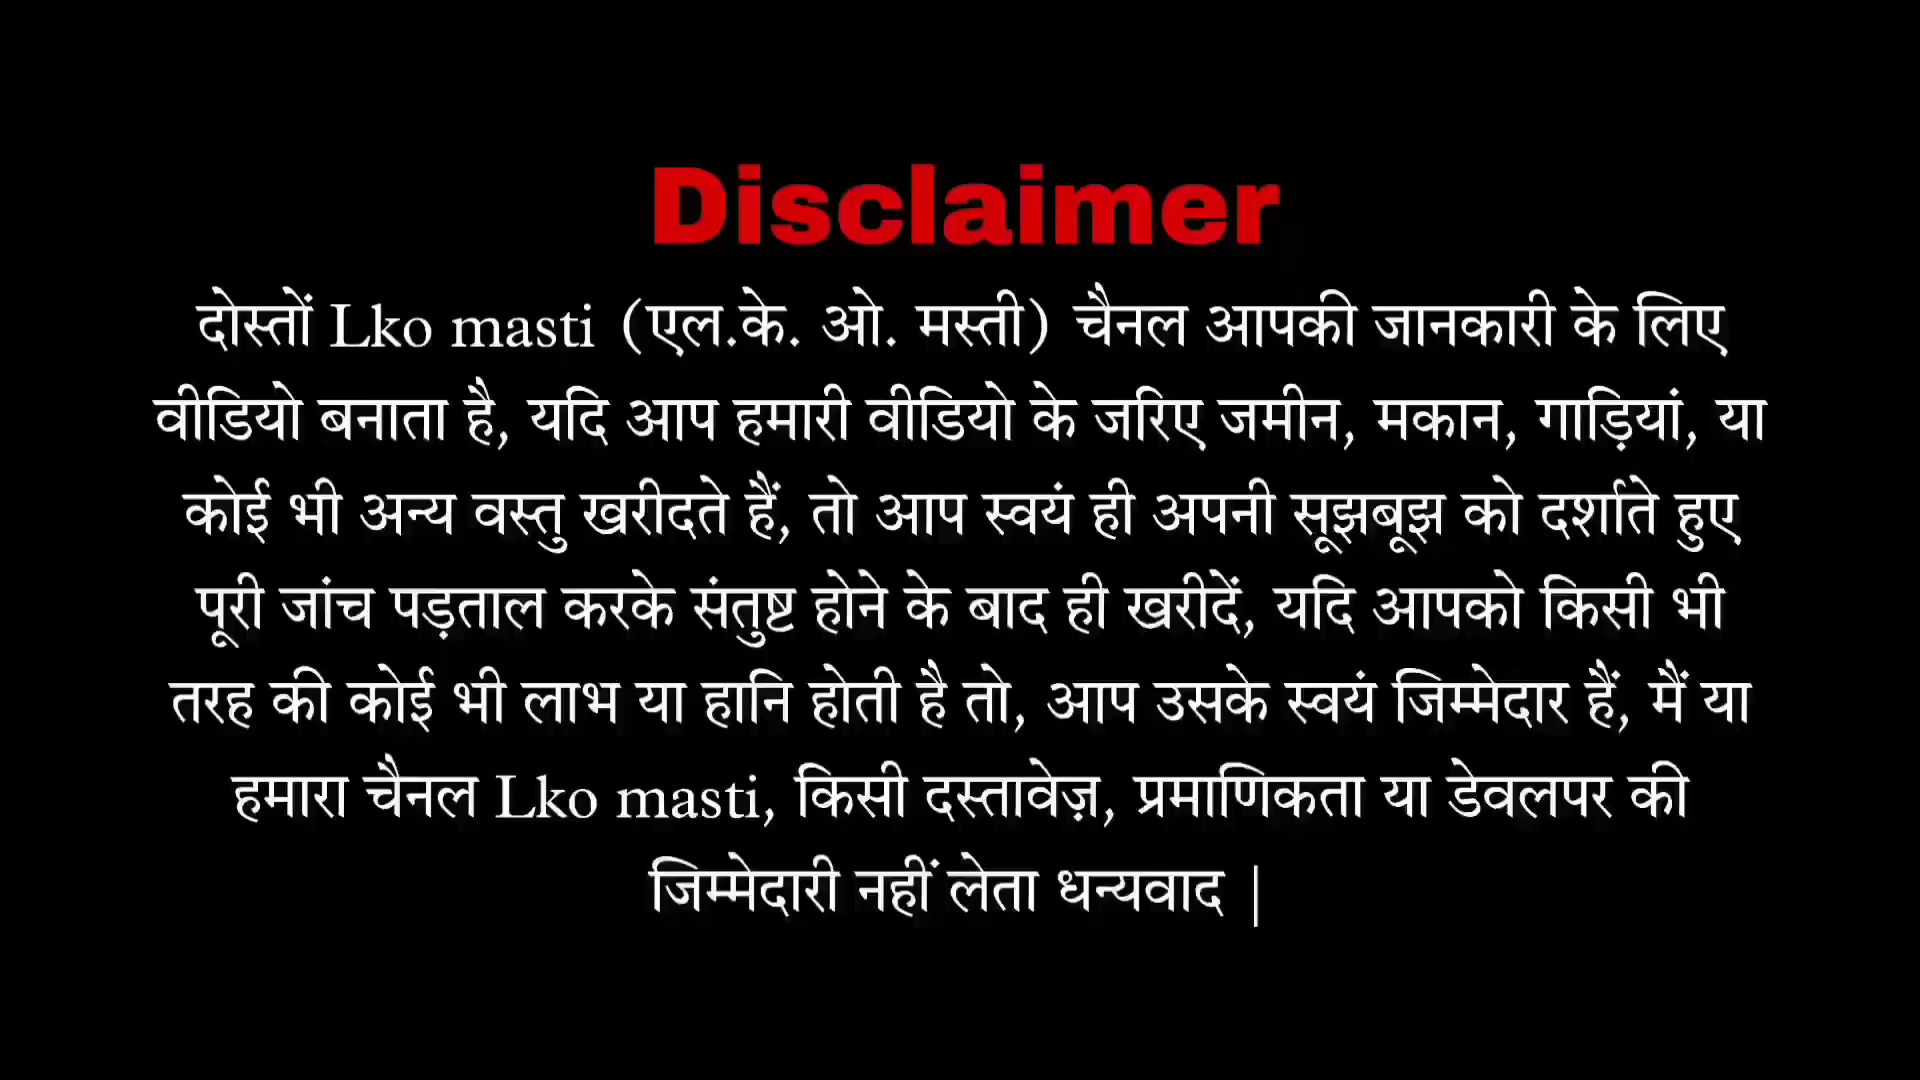 Disclaimer
दोस्तों Lko masti (एल.के. ओ. मस्ती) चैनल आपकी जानकारी के लिए
वीडियो बनाता है, यदि आप हमारी वीडियो के जरिए जमीन, मकान, गाड़ियां, या
कोई भी अन्य वस्तु खरीदते हैं, तो आप स्वयं ही अपनी सूझबूझ को दर्शाते हुए
पूरी जांच पड़ताल करके संतुष्ट होने के बाद ही खरीदें, यदि आपको किसी भी
तरह की कोई भी लाभ या हानि होती है तो, आप उसके स्वयं जिम्मेदार हैं, मैं या
हमारा चैनल Lko masti, किसी दस्तावेज़, प्रमाणिकता या डेवलपर की
जिम्मेदारी नहीं लेता धन्यवाद |